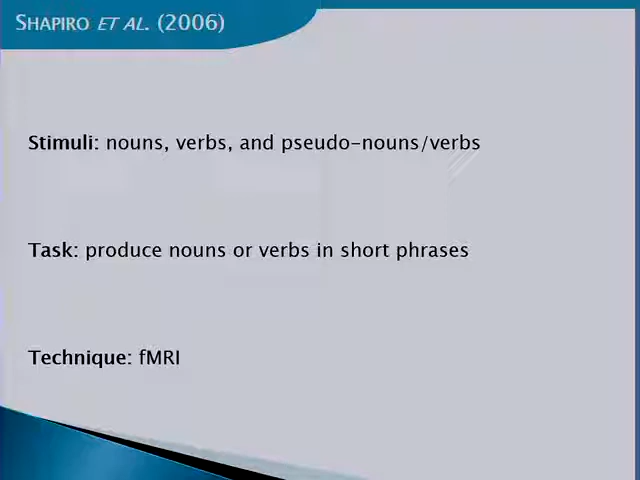 SHAPIRO ET AL. (2006)
Stimuli: nouns, verbs, and pseudo-nouns/verbs
Task: produce nouns or verbs in short phrases
Technique: fMRI